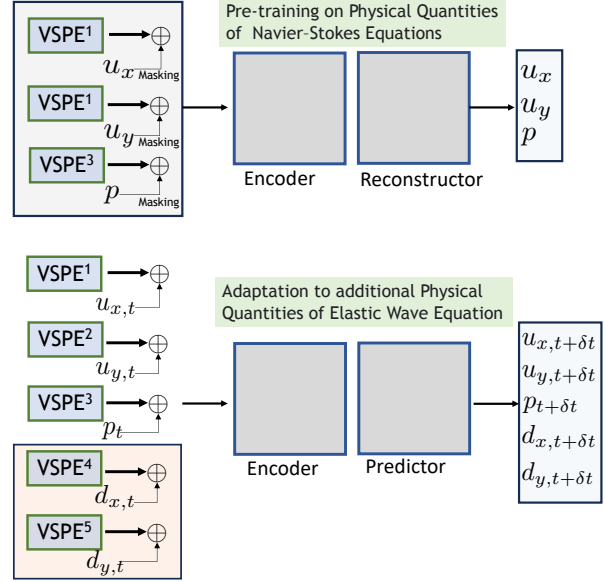 Pre-training on Physical Quantities
of Navier-Stokes Equations
VSPE¹
u_x Masking
VSPE¹
u_y Masking
VSPE³
p Masking
Encoder
Reconstructor
u_x
u_y
p
Adaptation to additional Physical
Quantities of Elastic Wave Equation
VSPE¹
u_{x,t}
VSPE²
u_{y,t}
VSPE³
p_t
VSPE⁴
d_{x,t}
VSPE⁵
d_{y,t}
Encoder
Predictor
u_{x,t+δt}
u_{y,t+δt}
p_{t+δt}
d_{x,t+δt}
d_{y,t+δt}